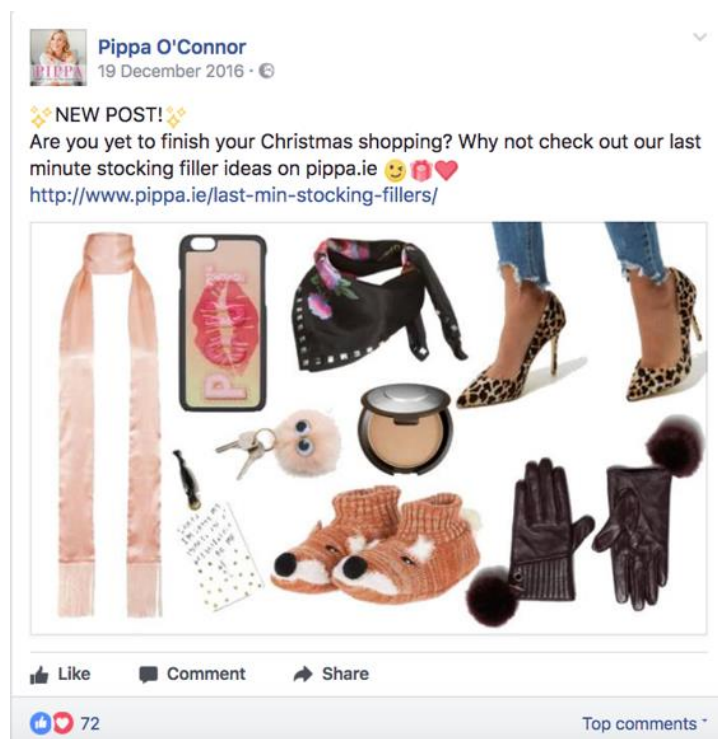 PIPPA
Pippa O'Connor
19 December 2016 ·
✨NEW POST!✨
Are you yet to finish your Christmas shopping? Why not check out our last
minute stocking filler ideas on pippa.ie 😉🎁❤️
http://www.pippa.ie/last-min-stocking-fillers/
POUT
Like Comment Share
72 Top comments